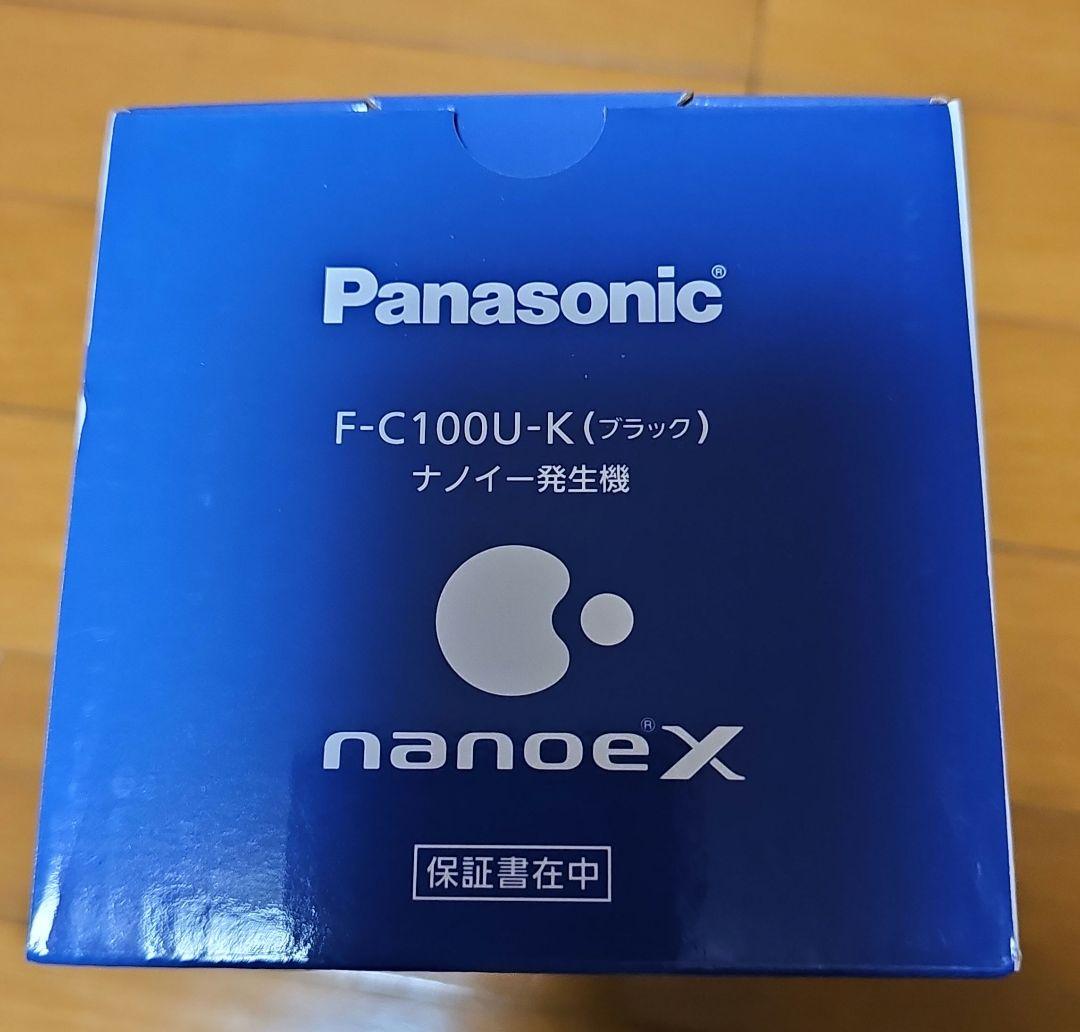 Panasonic®
F-C100U-K(ブラック)
ナノイー発生機
nanoe®X
保証書在中